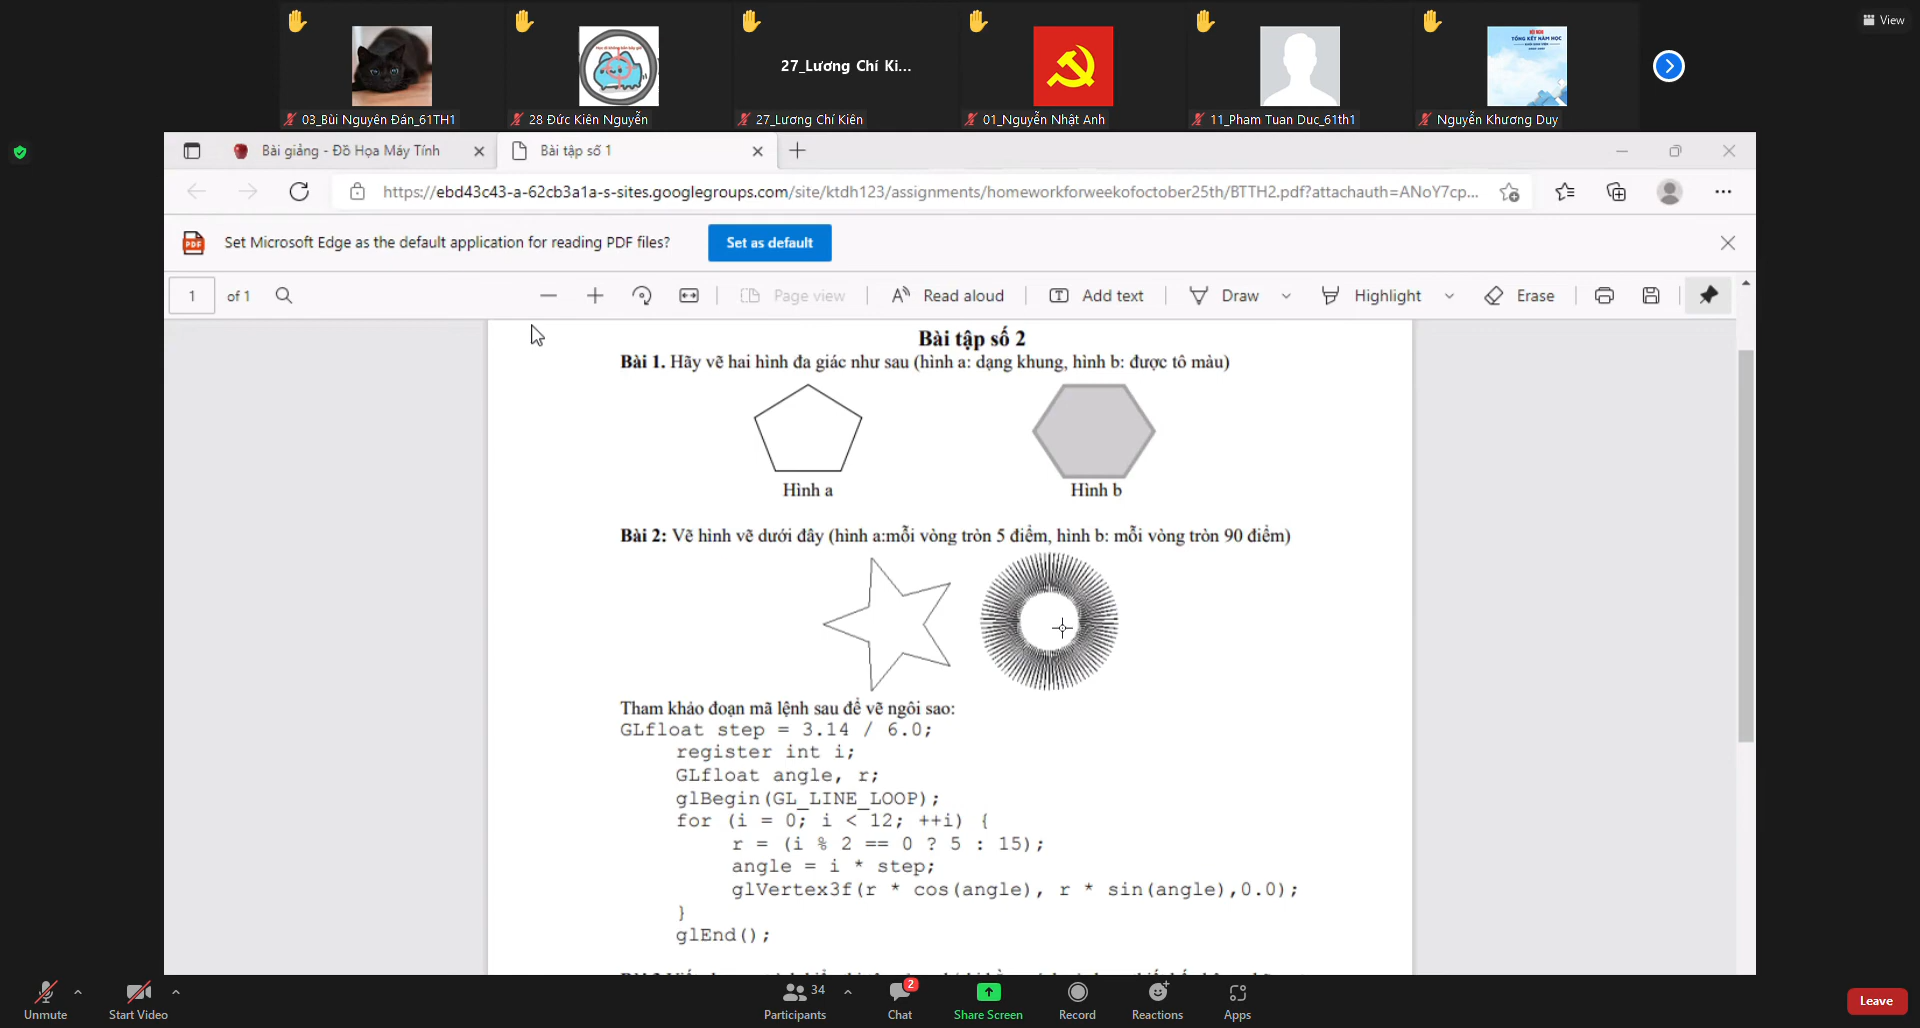 View
27_Lương Chí Ki...
TỔNG KẾT NĂM HỌC
03_Bùi Nguyên Đán_61TH1
28 Đức Kiên Nguyễn
27_Lương Chí Kiên
01_Nguyễn Nhật Anh
11_Pham Tuan Duc_61th1
Nguyễn Khương Duy
Bài giảng - Đồ Họa Máy Tính
Bài tập số 1
https://ebd43c43-a-62cb3a1a-s-sites.googlegroups.com/site/ktdh123/assignments/homeworkforweekofoctober25th/BTTH2.pdf?attachauth=ANoY7cp...
PDF
Set Microsoft Edge as the default application for reading PDF files?
Set as default
1 of 1
Page view
Read aloud
Add text
Draw
Highlight
Erase
Bài tập số 2
Bài 1. Hãy vẽ hai hình đa giác như sau (hình a: dạng khung, hình b: được tô màu)
Hình a
Hình b
Bài 2: Vẽ hình vẽ dưới đây (hình a:mỗi vòng tròn 5 điểm, hình b: mỗi vòng tròn 90 điểm)
Tham khảo đoạn mã lệnh sau để vẽ ngôi sao:
GLfloat step = 3.14 / 6.0;
register int i;
GLfloat angle, r;
glBegin(GL_LINE_LOOP);
for (i = 0; i < 12; ++i) {
r = (i % 2 == 0 ? 5 : 15);
angle = i * step;
glVertex3f(r * cos(angle), r * sin(angle),0.0);
}
glEnd();
Unmute
Start Video
34
Participants
2
Chat
Share Screen
Record
Reactions
Apps
Leave